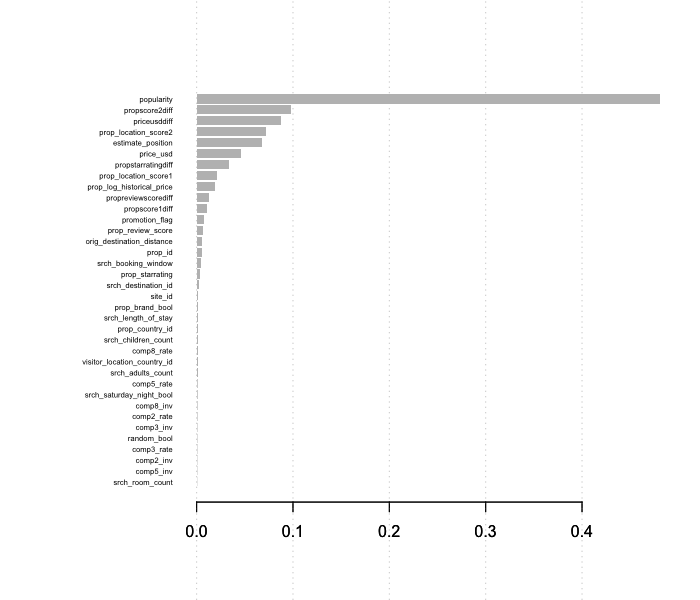 popularity
propscore2diff
priceusddiff
prop_location_score2
estimate_position
price_usd
propstarratingdiff
prop_location_score1
prop_log_historical_price
propreviewscorediff
propscore1diff
promotion_flag
prop_review_score
orig_destination_distance
prop_id
srch_booking_window
prop_starrating
srch_destination_id
site_id
prop_brand_bool
srch_length_of_stay
prop_country_id
srch_children_count
comp8_rate
visitor_location_country_id
srch_adults_count
comp5_rate
srch_saturday_night_bool
comp8_inv
comp2_rate
comp3_inv
random_bool
comp3_rate
comp2_inv
comp5_inv
srch_room_count
0.0 0.1 0.2 0.3 0.4